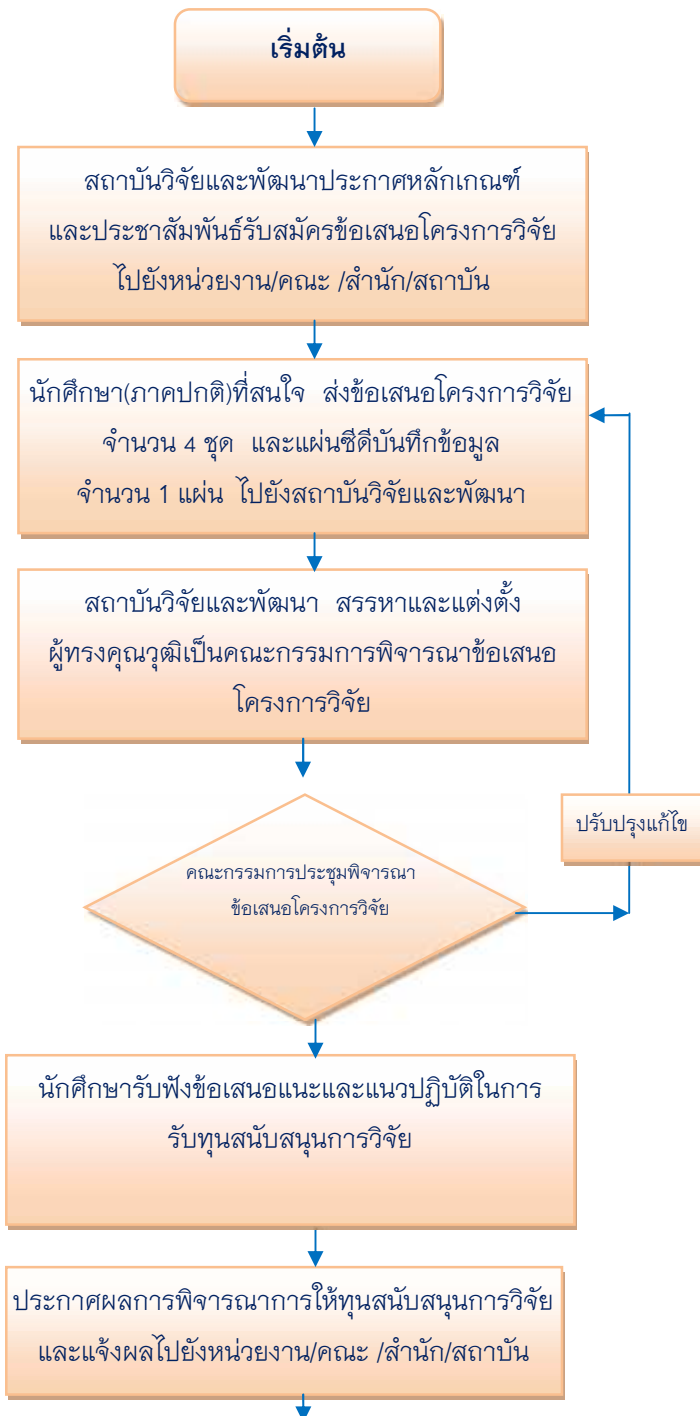 เริ่มต้น
สถาบันวิจัยและพัฒนาประกาศหลักเกณฑ์
และประชาสัมพันธ์รับสมัครข้อเสนอโครงการวิจัย
ไปยังหน่วยงาน/คณะ /สำนัก/สถาบัน
นักศึกษา(ภาคปกติ)ที่สนใจ ส่งข้อเสนอโครงการวิจัย
จำนวน 4 ชุด และแผ่นซีดีบันทึกข้อมูล
จำนวน 1 แผ่น ไปยังสถาบันวิจัยและพัฒนา
สถาบันวิจัยและพัฒนา สรรหาและแต่งตั้ง
ผู้ทรงคุณวุฒิเป็นคณะกรรมการพิจารณาข้อเสนอ
โครงการวิจัย
ปรับปรุงแก้ไข
คณะกรรมการประชุมพิจารณา
ข้อเสนอโครงการวิจัย
นักศึกษารับฟังข้อเสนอแนะและแนวปฏิบัติในการ
รับทุนสนับสนุนการวิจัย
ประกาศผลการพิจารณาการให้ทุนสนับสนุนการวิจัย
และแจ้งผลไปยังหน่วยงาน/คณะ /สำนัก/สถาบัน